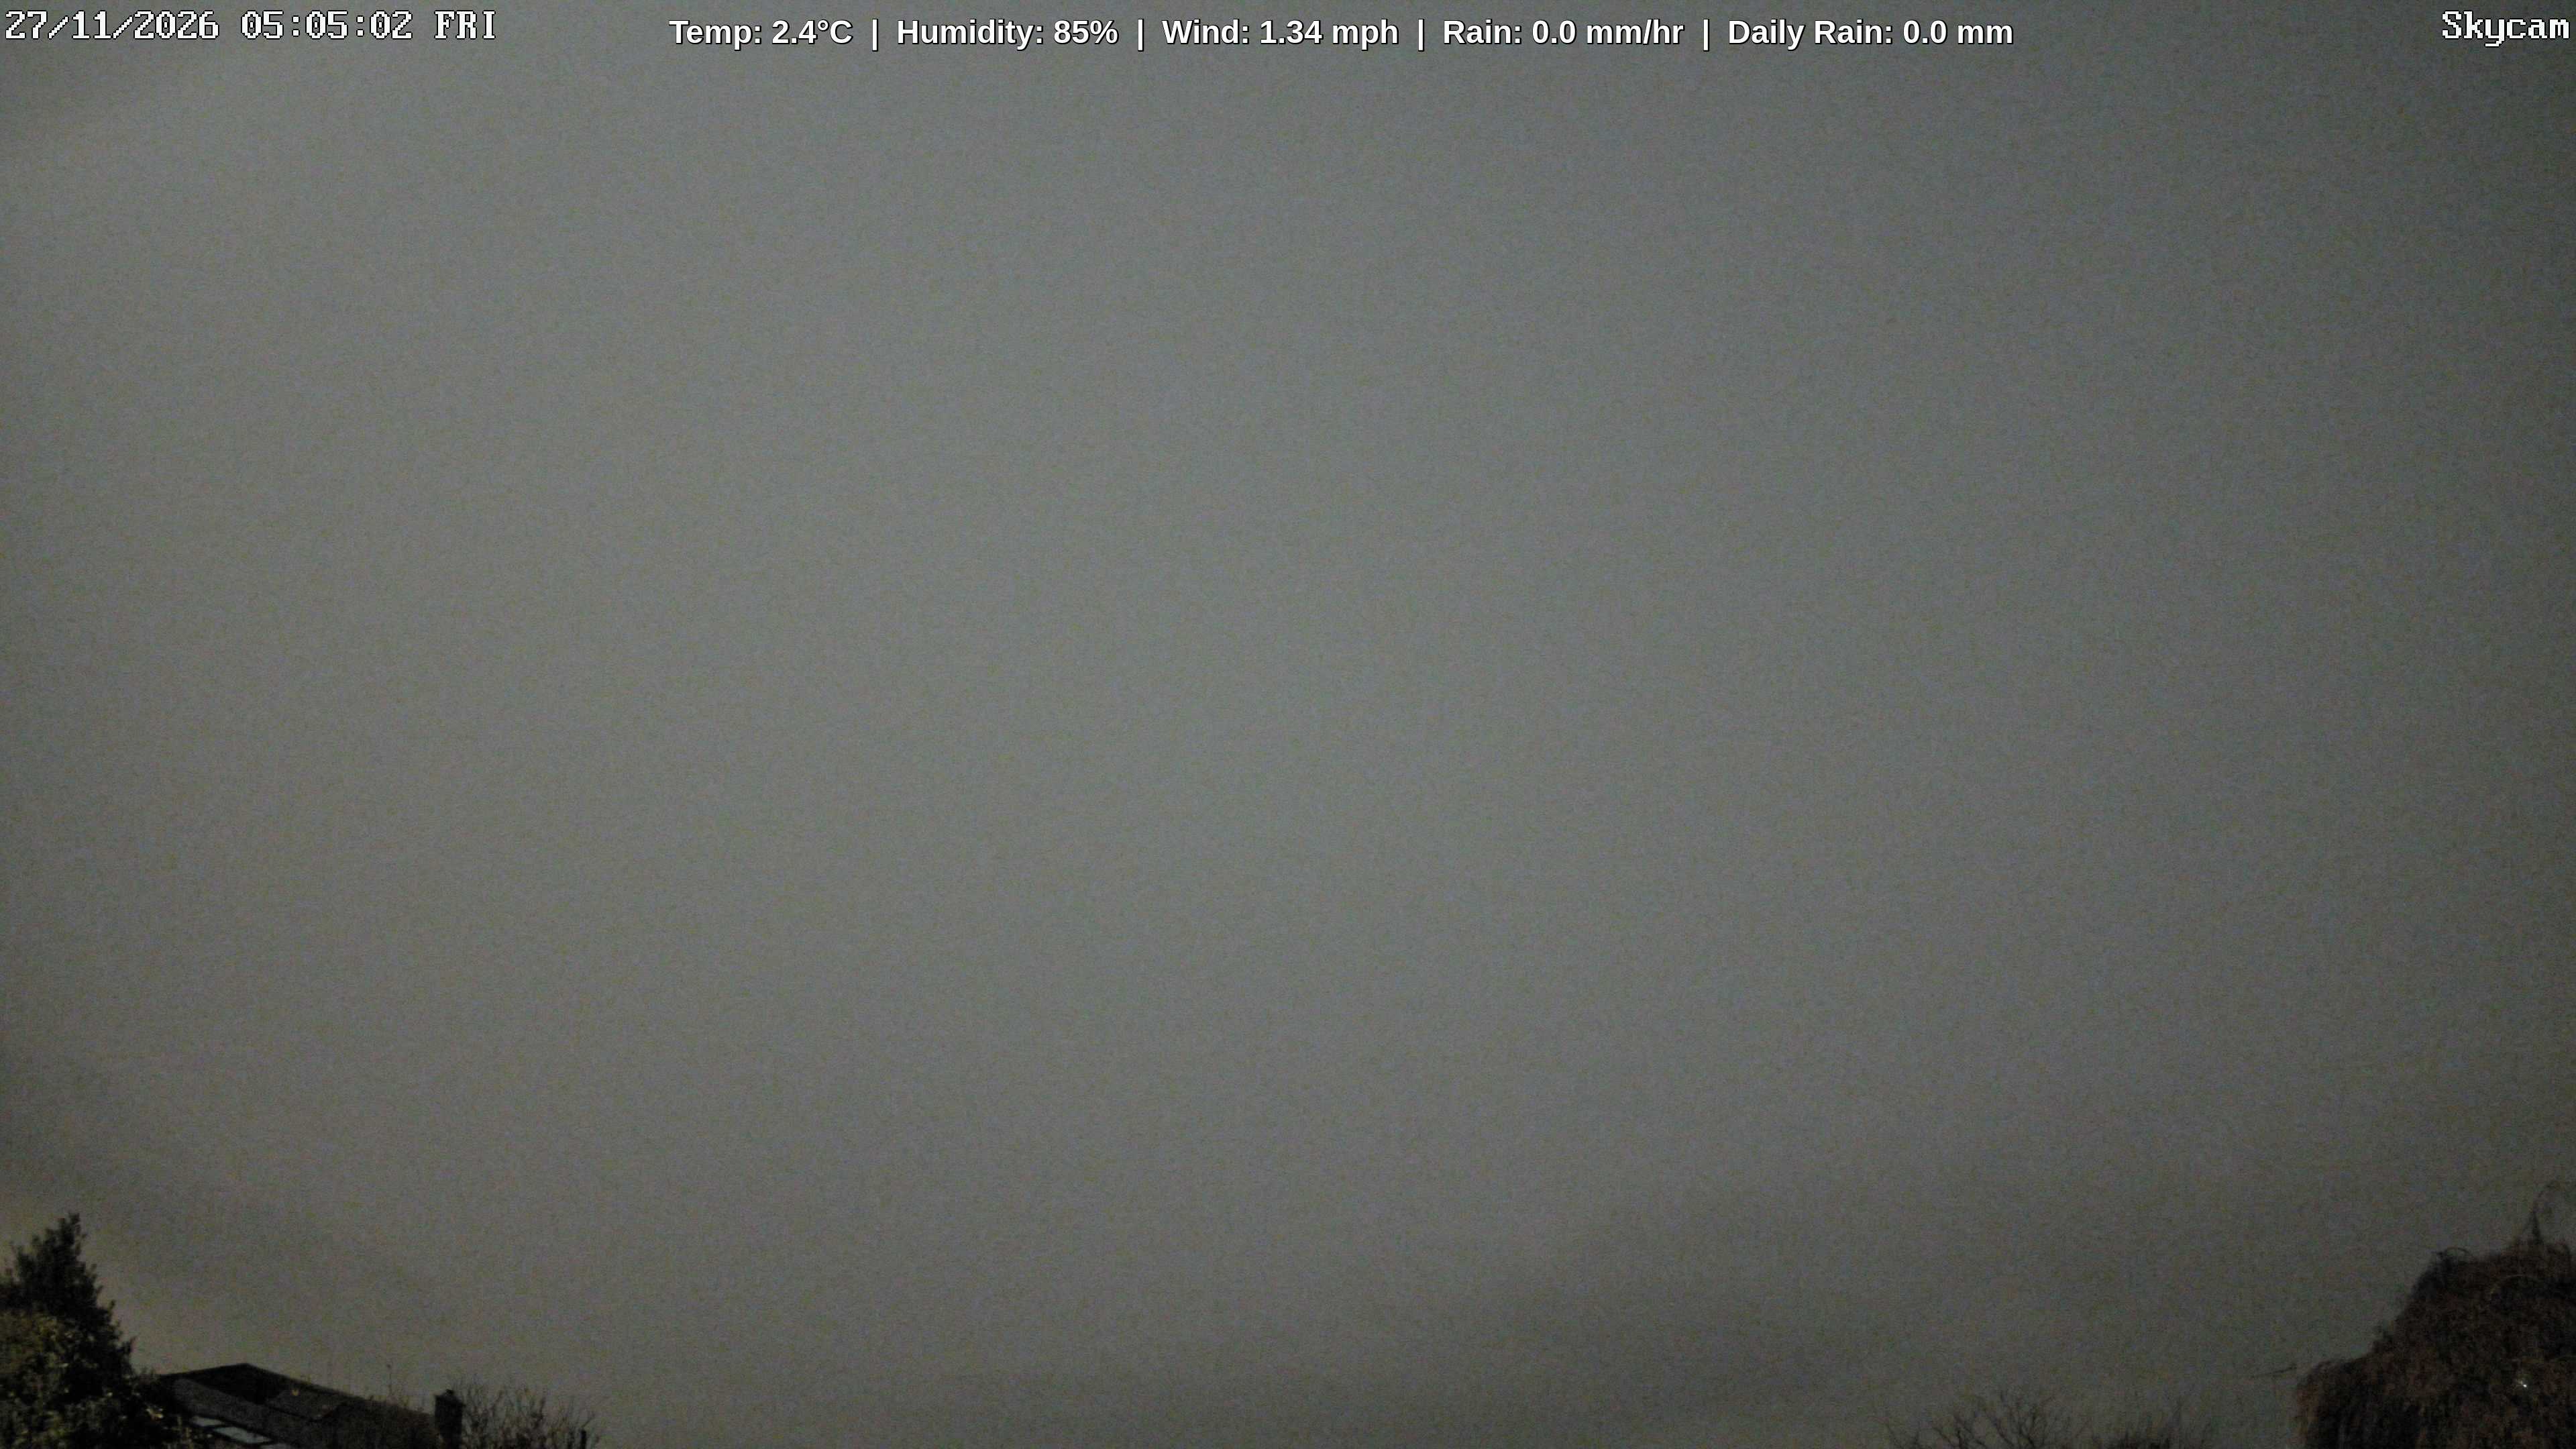 27/11/2026 05:05:02 FRI
Temp: 2.4°C | Humidity: 85% | Wind: 1.34 mph | Rain: 0.0 mm/hr | Daily Rain: 0.0 mm
Skycam